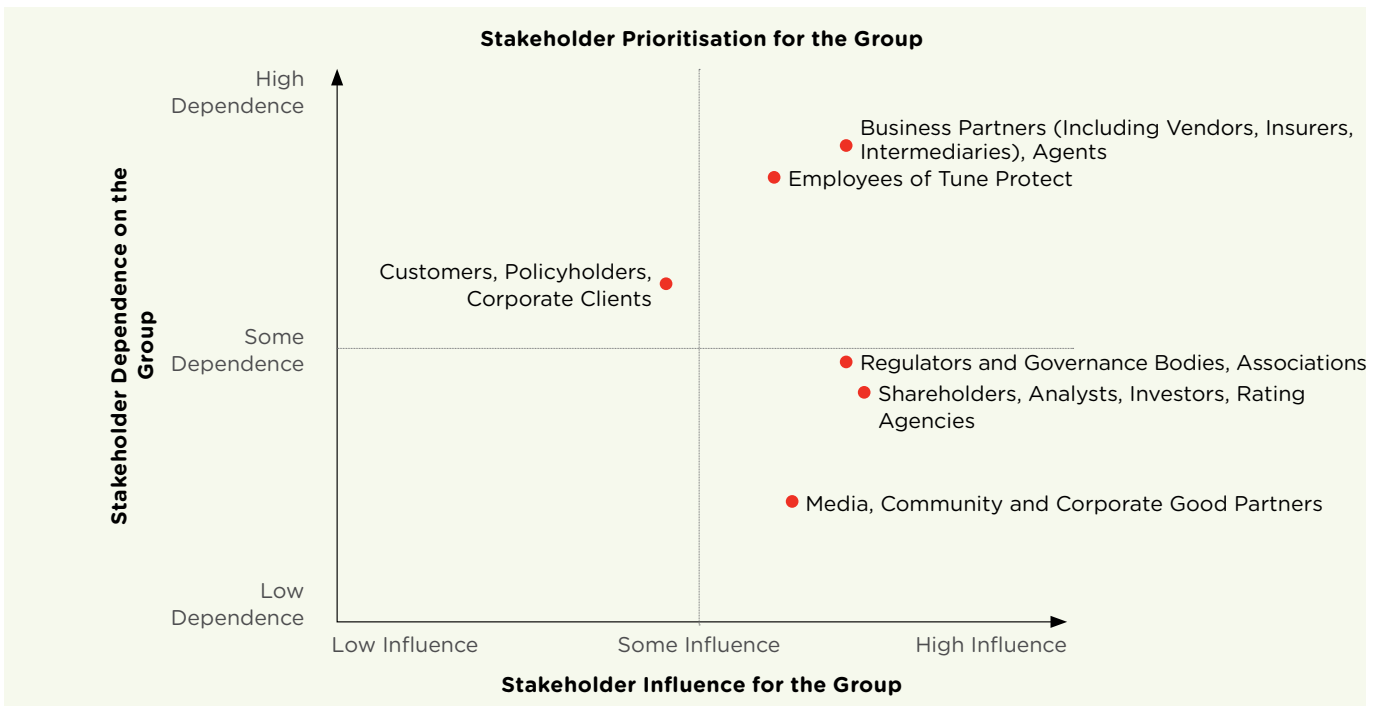 Stakeholder Prioritisation for the Group
High
Dependence
Business Partners (Including Vendors, Insurers,
Intermediaries), Agents
Employees of Tune Protect
Customers, Policyholders,
Corporate Clients
Stakeholder Dependence on the
Group
Some
Dependence
Regulators and Governance Bodies, Associations
Shareholders, Analysts, Investors, Rating
Agencies
Media, Community and Corporate Good Partners
Low
Dependence
Low Influence
Some Influence
High Influence
Stakeholder Influence for the Group